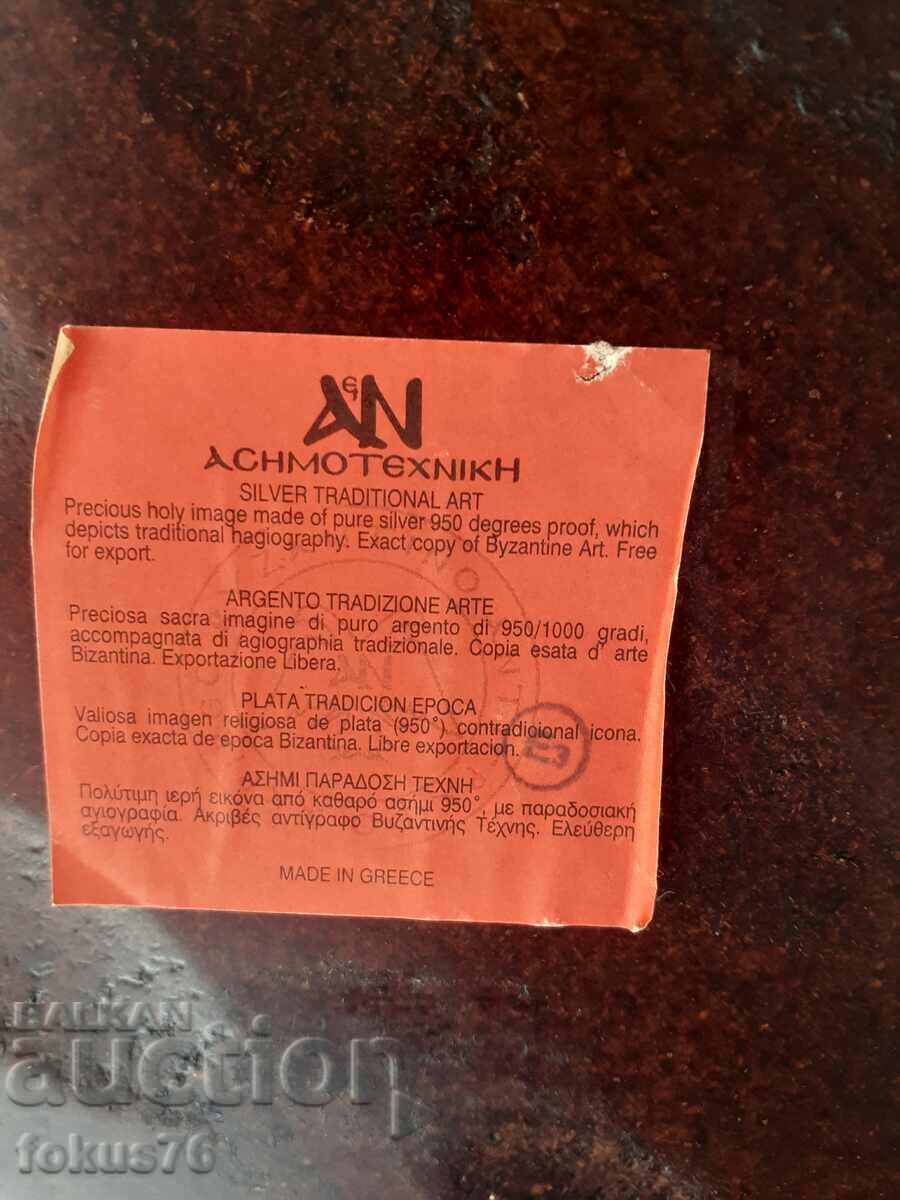 AεN
ΑCΗΜΟΤΕΧΝΙΚΗ
SILVER TRADITIONAL ART
Precious holy image made of pure silver 950 degrees proof, which
depicts traditional hagiography. Exact copy of Byzantine Art. Free
for export.
ARGENTO TRADIZIONE ARTE
Preciosa sacra imagine di puro argento di 950/1000 gradi,
accompagnata di agiographia tradizionale. Copia esata d' arte
Bizantina. Exportazione Libera.
PLATA TRADICION EPOCA
Valiosa imagen religiosa de plata (950°) contradicioinal icona.
Copia exacta de epoca Bizantina. Libre exportacion.
ΑΣΗΜΙ ΠΑΡΑΔΟΣΗ ΤΕΧΝΗ
Πολύτιμη ιερή εικόνα από καθαρό ασήμι 950°, με παραδοσιακή
αγιογραφία. Ακριβές αντίγραφο Βυζαντινής Τέχνης. Ελεύθερη
εξαγωγής.
MADE IN GREECE
BALKAN
auction
fokus76